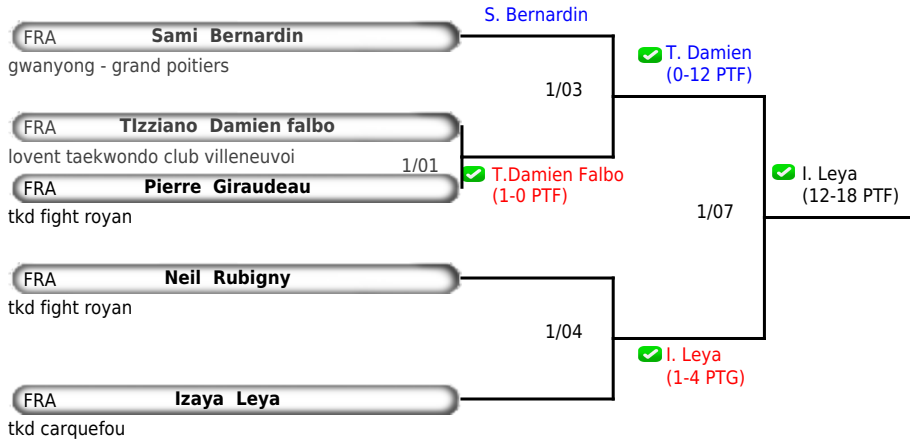 S. Bernardin
FRA Sami Bernardin
gwanyong - grand poitiers
T. Damien
(0-12 PTF)
1/03
FRA TIzziano Damien falbo
lovent taekwondo club villeneuvoi
1/01
T.Damien Falbo
(1-0 PTF)
FRA Pierre Giraudeau
tkd fight royan
I. Leya
(12-18 PTF)
1/07
FRA Neil Rubigny
tkd fight royan
1/04
I. Leya
(1-4 PTG)
FRA Izaya Leya
tkd carquefou